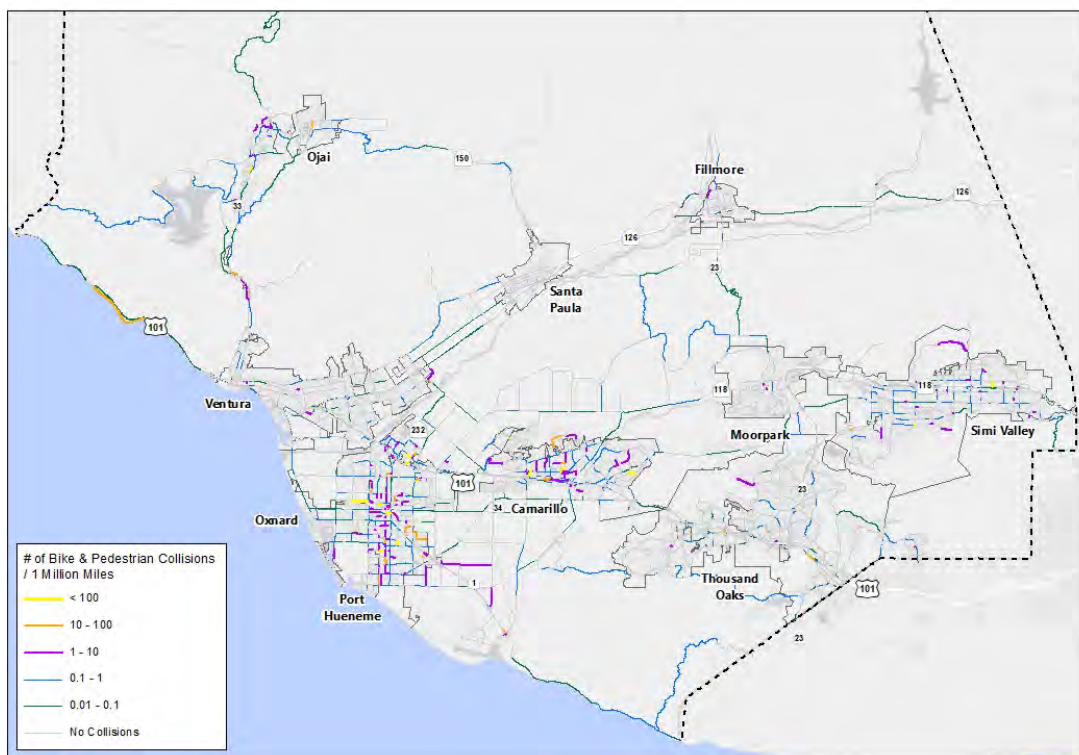 Ojai
150
Fillmore
33
126
126
23
Santa
Paula
101
118
118
Ventura
Moorpark
Simi Valley
232
101
23
34
Camarillo
Oxnard
1
Thousand
Oaks
101
Port
Hueneme
23
# of Bike & Pedestrian Collisions
/ 1 Million Miles
< 100
10 - 100
1 - 10
0.1 - 1
0.01 - 0.1
No Collisions